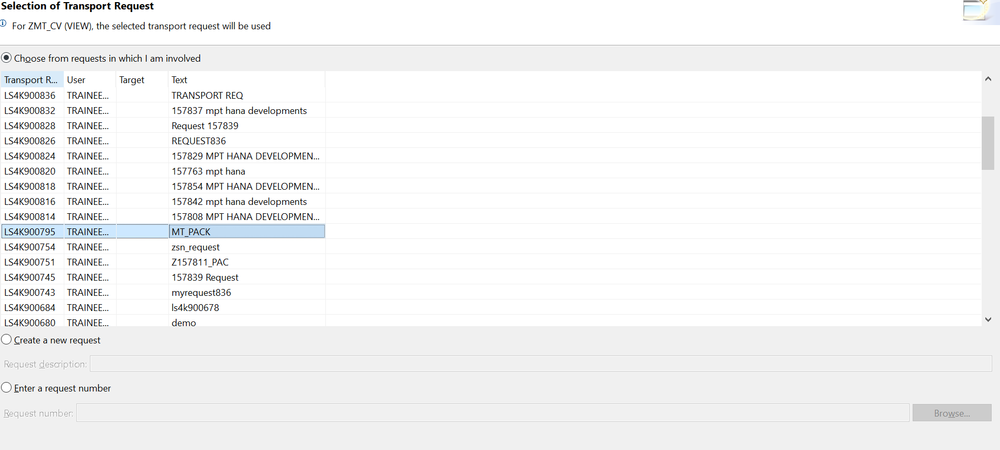 Selection of Transport Request
For ZMT_CV (VIEW), the selected transport request will be used
Choose from requests in which I am involved
Transport R... User Target Text
LS4K900836 TRAINEE... TRANSPORT REQ
LS4K900832 TRAINEE... 157837 mpt hana developments
LS4K900828 TRAINEE... Request 157839
LS4K900826 TRAINEE... REQUEST836
LS4K900824 TRAINEE... 157829 MPT HANA DEVELOPMEN...
LS4K900820 TRAINEE... 157763 mpt hana
LS4K900818 TRAINEE... 157854 MPT HANA DEVELOPMEN...
LS4K900816 TRAINEE... 157842 mpt hana developments
LS4K900814 TRAINEE... 157808 MPT HANA DEVELOPMEN...
LS4K900795 TRAINEE... MT_PACK
LS4K900754 TRAINEE... zsn_request
LS4K900751 TRAINEE... Z157811_PAC
LS4K900745 TRAINEE... 157839 Request
LS4K900743 TRAINEE... myrequest836
LS4K900684 TRAINEE... ls4k900678
LS4K900680 TRAINEE... demo
Create a new request
Request description:
Enter a request number
Request number: Browse...